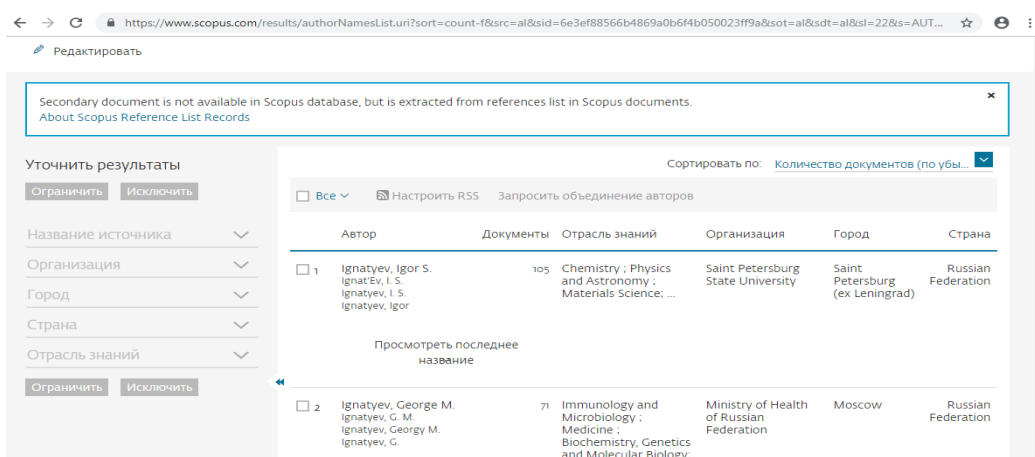 https://www.scopus.com/results/authorNamesList.uri?sort=count-f&src=al&sid=6e3ef88566b4869a0b6f4b050023ff9a&sot=al&sdt=al&sl=22&s=AUT...
Редактировать
Secondary document is not available in Scopus database, but is extracted from references list in Scopus documents.
About Scopus Reference List Records
Уточнить результаты
Ограничить Исключить
Название источника
Организация
Город
Страна
Отрасль знаний
Ограничить Исключить
Сортировать по: Количество документов (по убы...
Все Настроить RSS Запросить объединение авторов
Автор Документы Отрасль знаний Организация Город Страна
1 Ignatyev, Igor S. 105 Chemistry ; Physics Saint Petersburg Saint Russian
Ignat'Ev, I. S. and Astronomy ; State University Petersburg Federation
Ignatyev, I. S. Materials Science; ... (ex Leningrad)
Ignatyev, Igor
Просмотреть последнее
название
2 Ignatyev, George M. 71 Immunology and Ministry of Health Moscow Russian
Ignatyev, G. M. Microbiology ; of Russian Federation
Ignatyev, Georgy M. Medicine ; Federation
Ignatyev, G. Biochemistry, Genetics
and Molecular Biology;